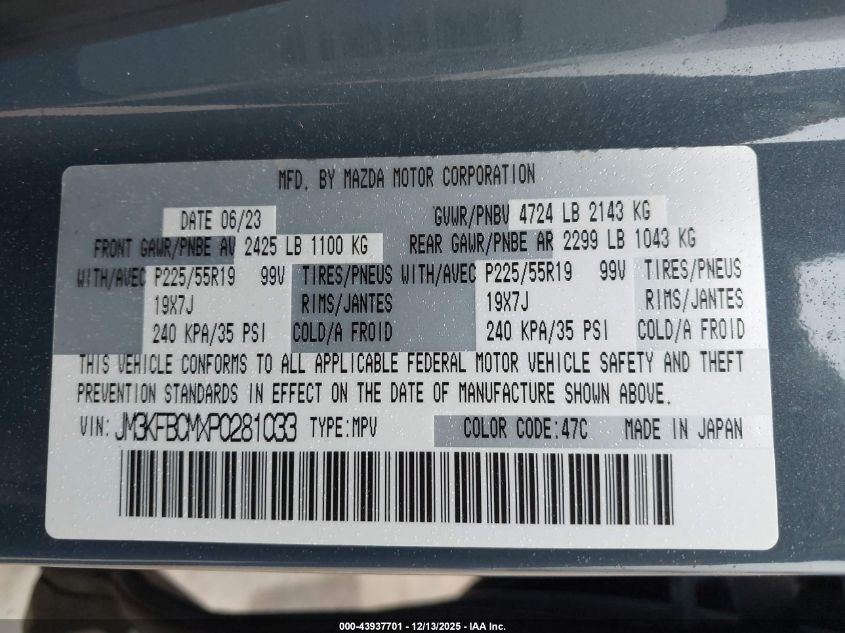 MFD. BY MAZDA MOTOR CORPORATION
DATE 06/23 GVWR/PNBV 4724 LB 2143 KG
FRONT GAWR/PNBE AV 2425 LB 1100 KG REAR GAWR/PNBE AR 2299 LB 1043 KG
WITH/AVEC P225/55R19 99V TIRES/PNEUS WITH/AVEC P225/55R19 99V TIRES/PNEUS
19X7J RIMS/JANTES 19X7J RIMS/JANTES
240 KPA/35 PSI COLD/A FROID 240 KPA/35 PSI COLD/A FROID
THIS VEHICLE CONFORMS TO ALL APPLICABLE FEDERAL MOTOR VEHICLE SAFETY AND THEFT
PREVENTION STANDARDS IN EFFECT ON THE DATE OF MANUFACTURE SHOWN ABOVE.
VIN: JM3KFBCMXP0281033 TYPE:MPV COLOR CODE:47C MADE IN JAPAN
000-43937701 - 12/13/2025 - IAA Inc.